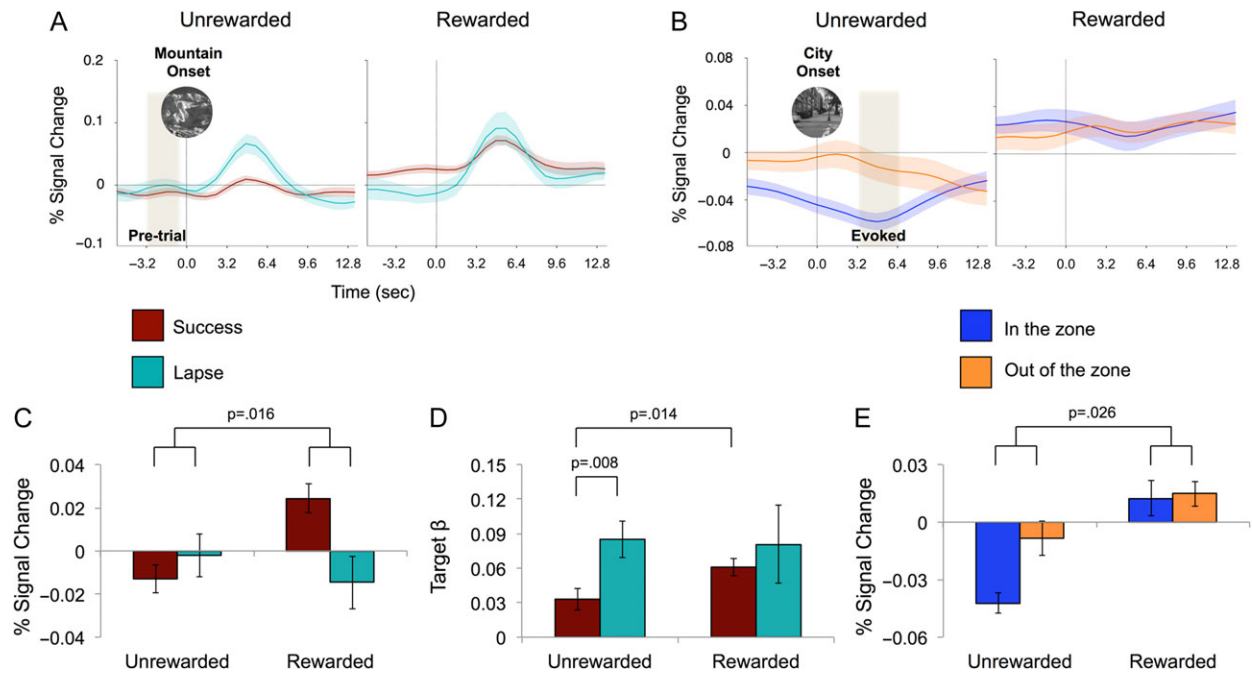 A
Unrewarded
Rewarded
Mountain
Onset
% Signal Change
0.2
0.1
0
−0.1
Pre-trial
−3.2 0.0 3.2 6.4 9.6 12.8
−3.2 0.0 3.2 6.4 9.6 12.8
Time (sec)
B
Unrewarded
Rewarded
City
Onset
% Signal Change
0.08
0.04
0
−0.04
−0.08
Evoked
−3.2 0.0 3.2 6.4 9.6 12.8
−3.2 0.0 3.2 6.4 9.6 12.8
Success
Lapse
In the zone
Out of the zone
C
p=.016
% Signal Change
0.04
0.02
0
−0.02
−0.04
Unrewarded Rewarded
D
p=.014
p=.008
Target β
0.15
0.12
0.09
0.06
0.03
0
Unrewarded Rewarded
E
p=.026
% Signal Change
0.03
0
−0.03
−0.06
Unrewarded Rewarded